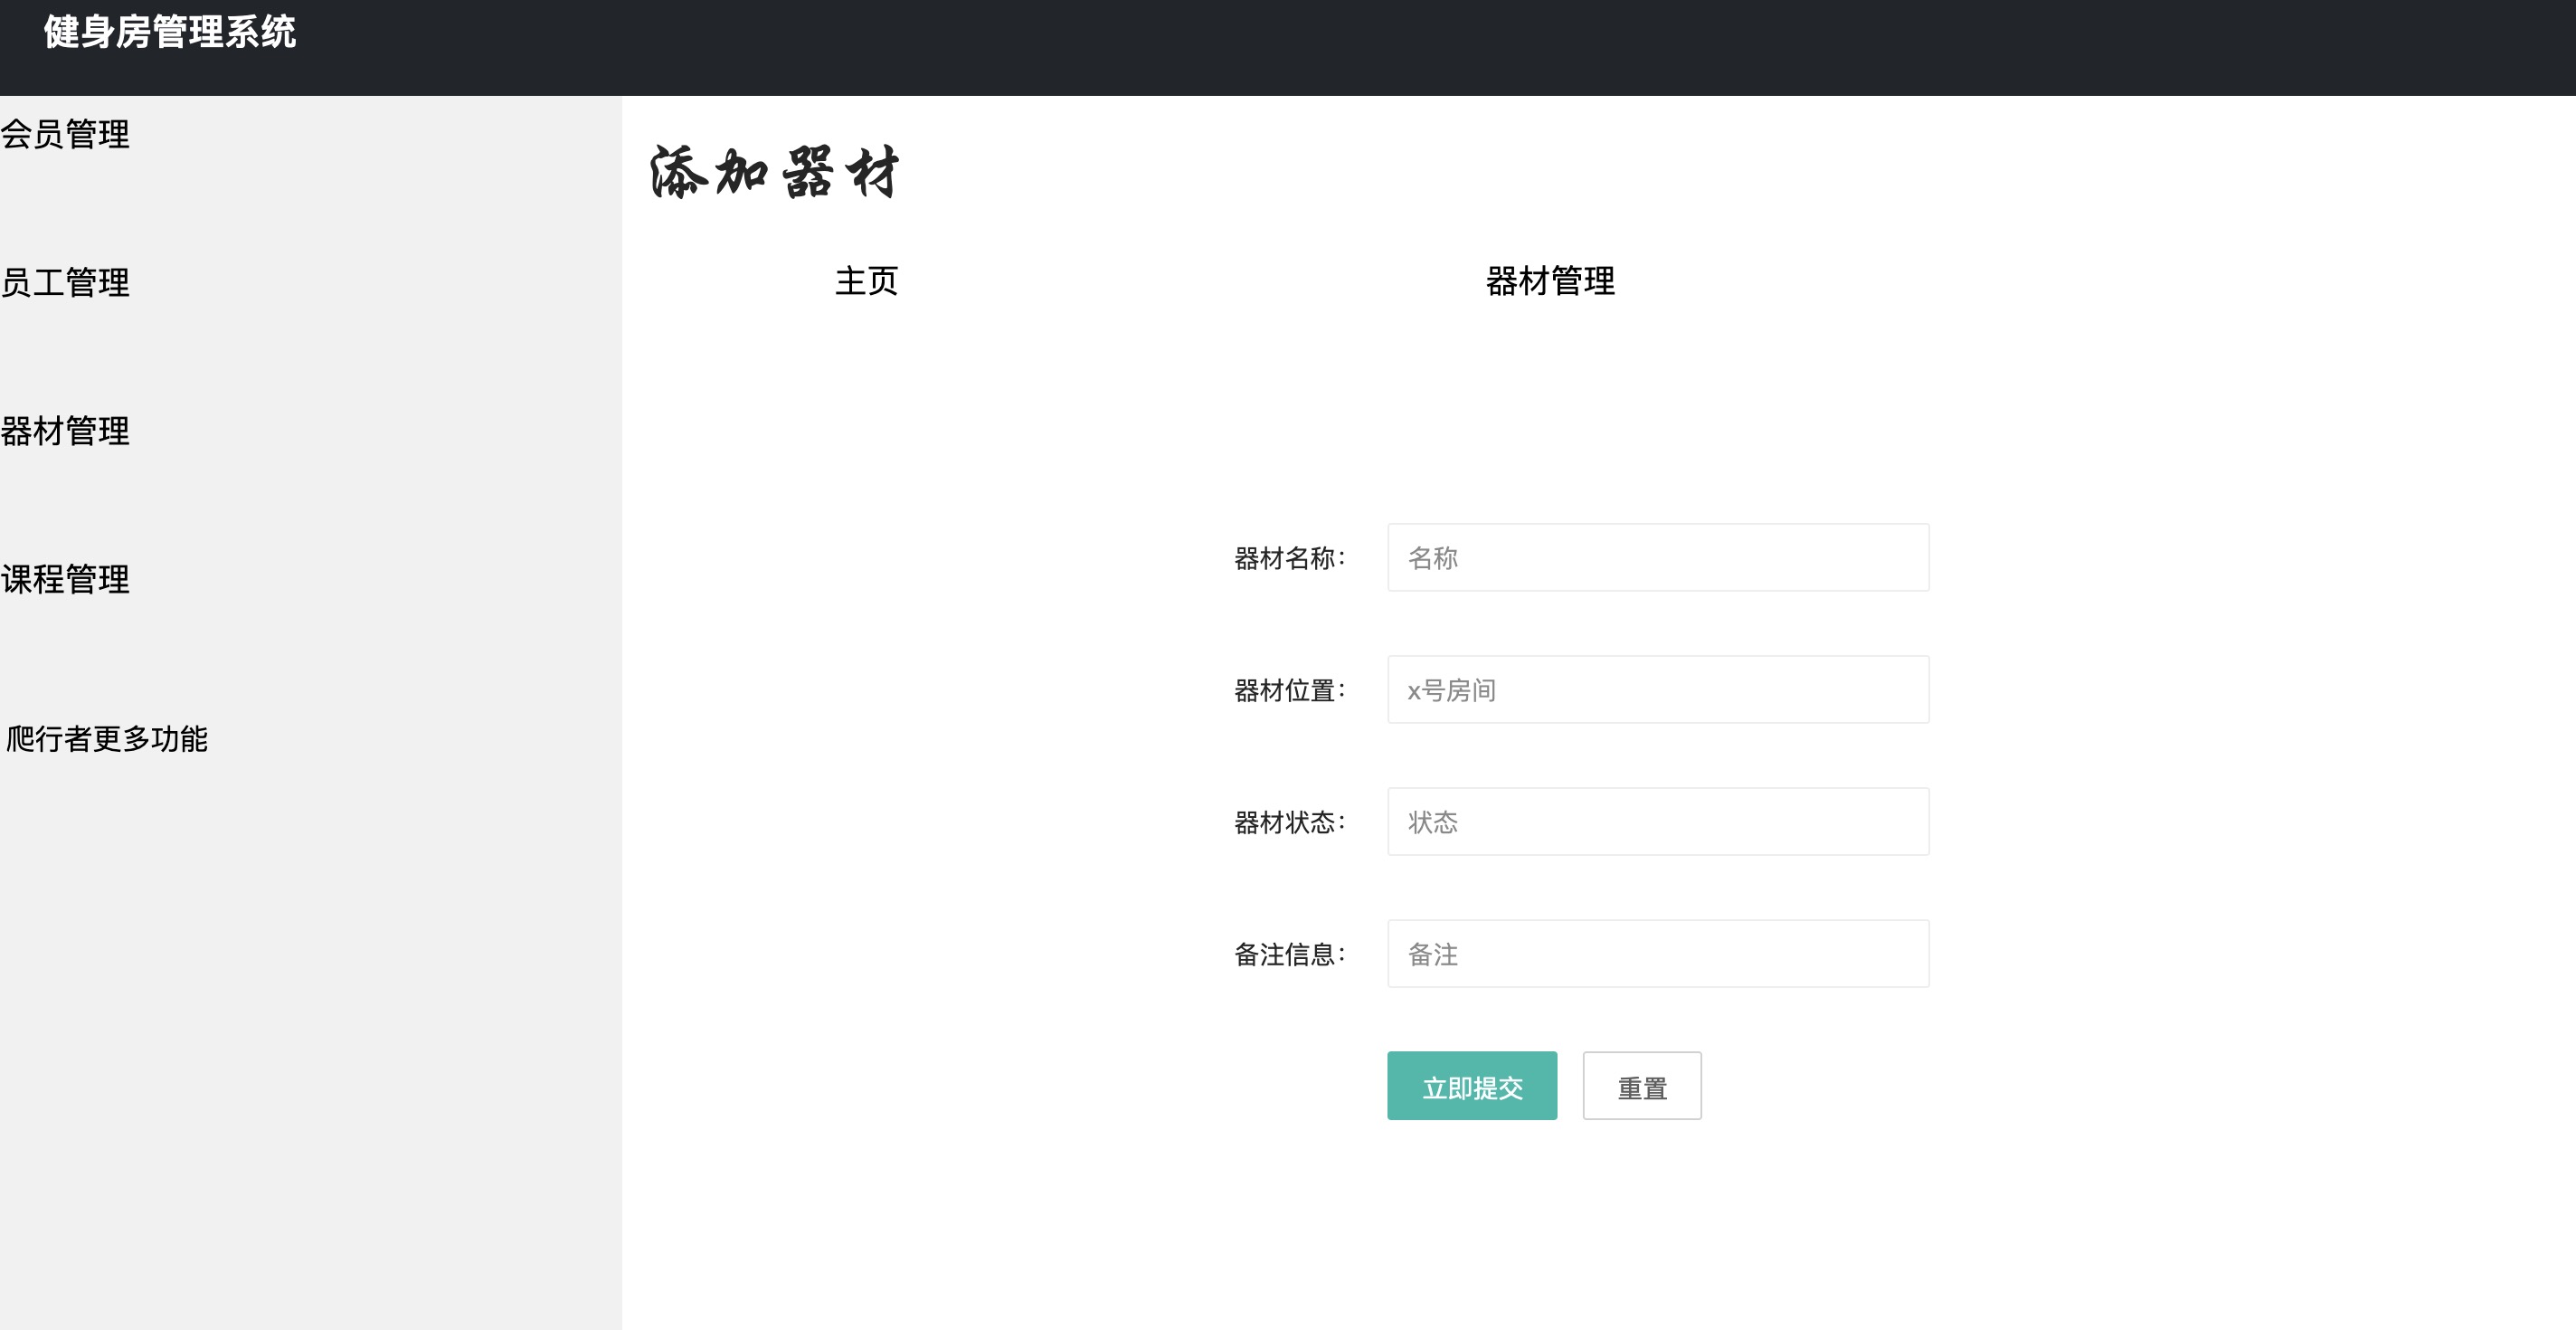 健身房管理系统
会员管理
员工管理
器材管理
课程管理
爬行者更多功能
添加器材
主页
器材管理
器材名称：
名称
器材位置：
x号房间
器材状态：
状态
备注信息：
备注
立即提交
重置